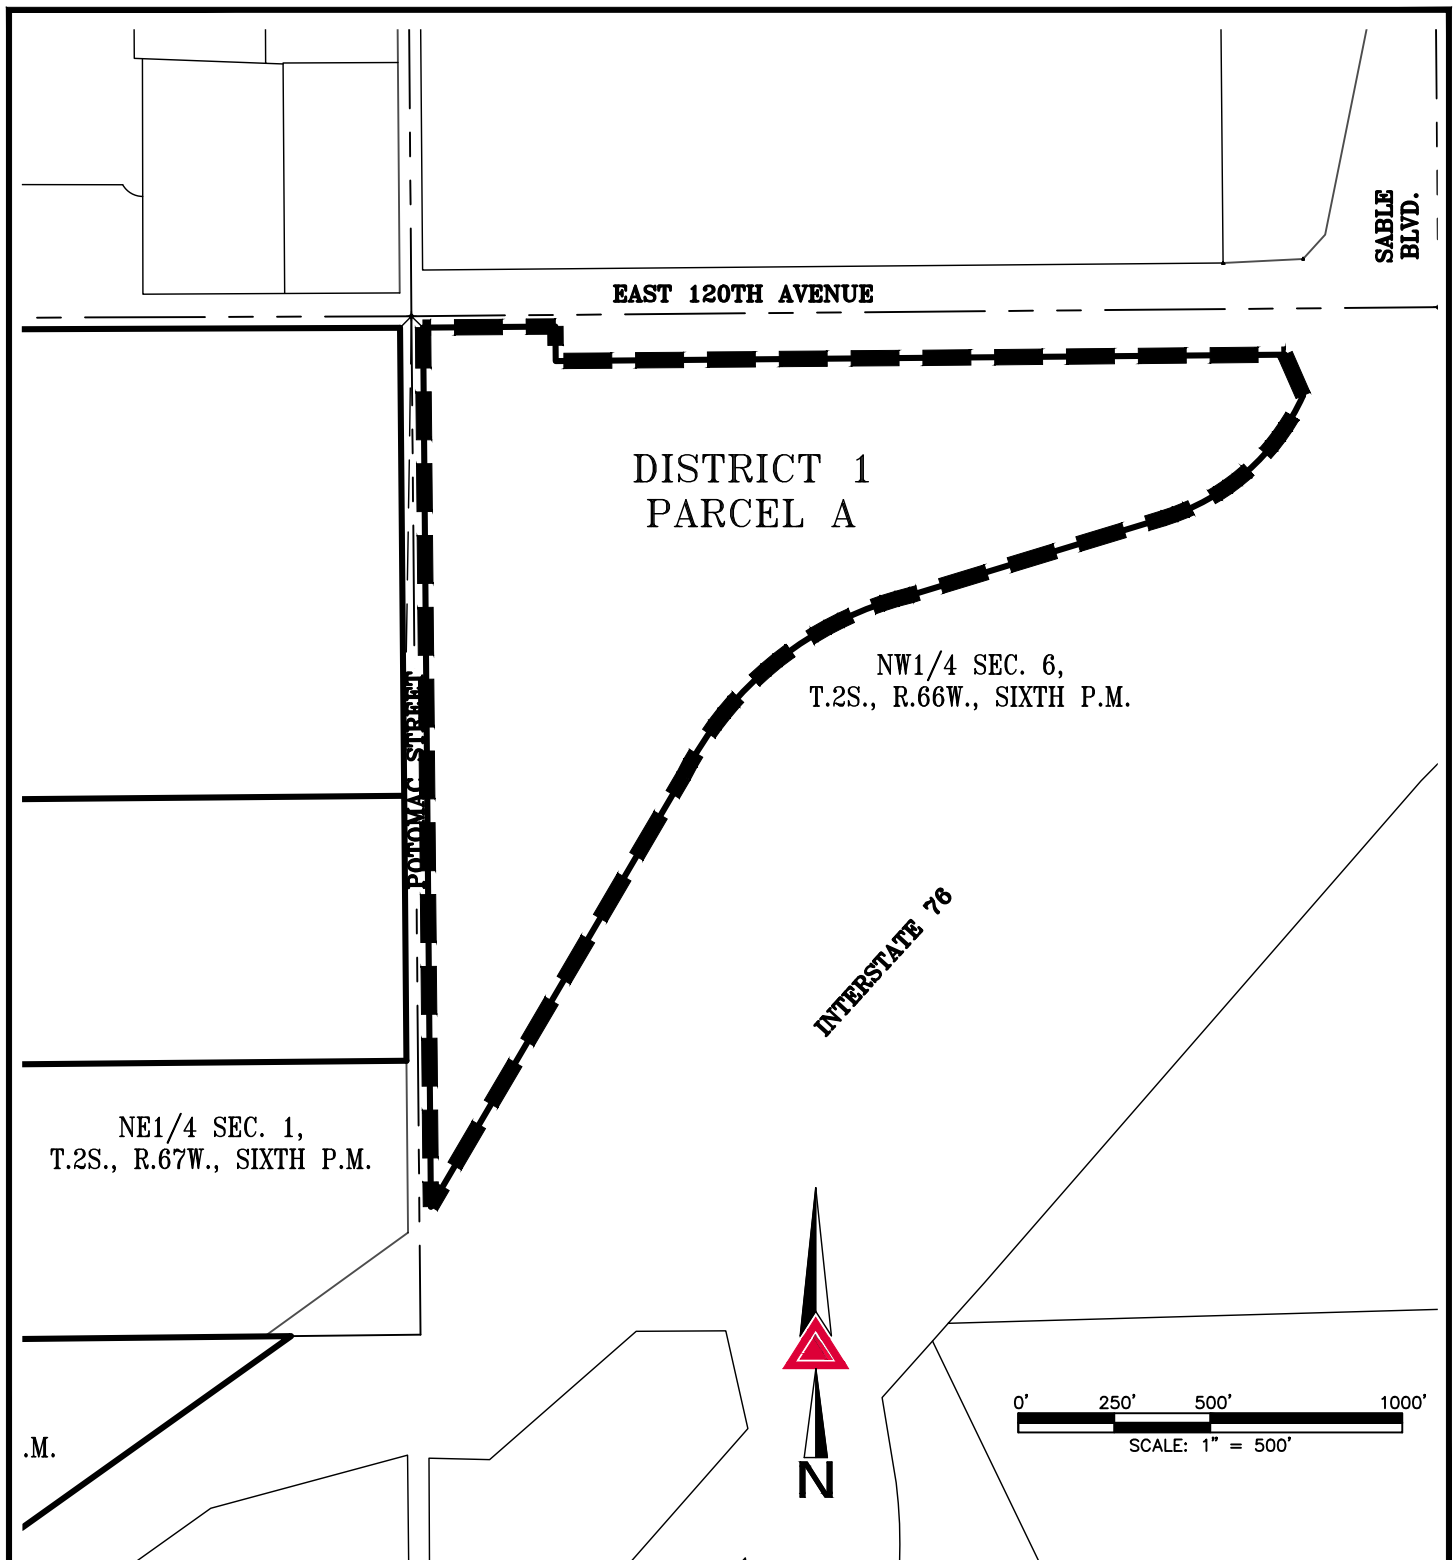 SABLE
BLVD.
EAST 120TH AVENUE
DISTRICT 1
PARCEL A
NW1/4 SEC. 6,
T.2S., R.66W., SIXTH P.M.
POTOMAC STREET
INTERSTATE 76
NE1/4 SEC. 1,
T.2S., R.67W., SIXTH P.M.
0' 250' 500' 1000'
SCALE: 1" = 500'
.M.
N